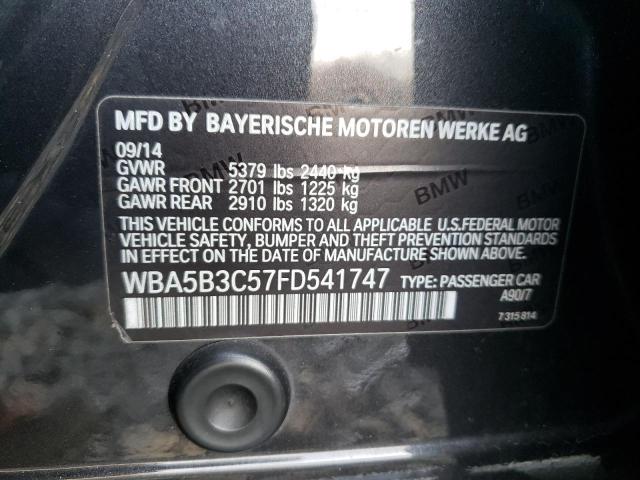 MFD BY BAYERISCHE MOTOREN WERKE AG
09/14
GVWR 5379 lbs 2440 kg
GAWR FRONT 2701 lbs 1225 kg
GAWR REAR 2910 lbs 1320 kg
THIS VEHICLE CONFORMS TO ALL APPLICABLE U.S.FEDERAL MOTOR
VEHICLE SAFETY, BUMPER AND THEFT PREVENTION STANDARDS
IN EFFECT ON THE DATE OF MANUFACTURE SHOWN ABOVE.
WBA5B3C57FD541747 TYPE: PASSENGER CAR
A90/7
7 315 814
BMW
BMW